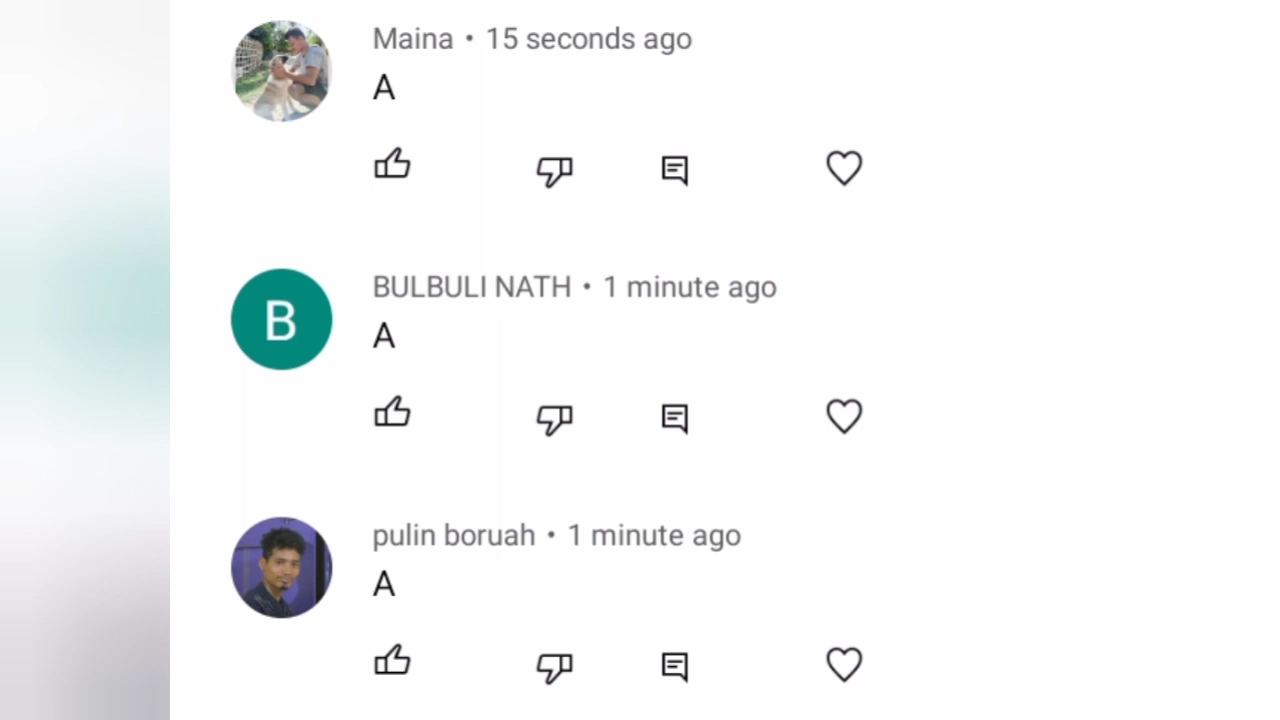 Maina • 15 seconds ago
A
B
BULBULI NATH • 1 minute ago
A
pulin boruah • 1 minute ago
A